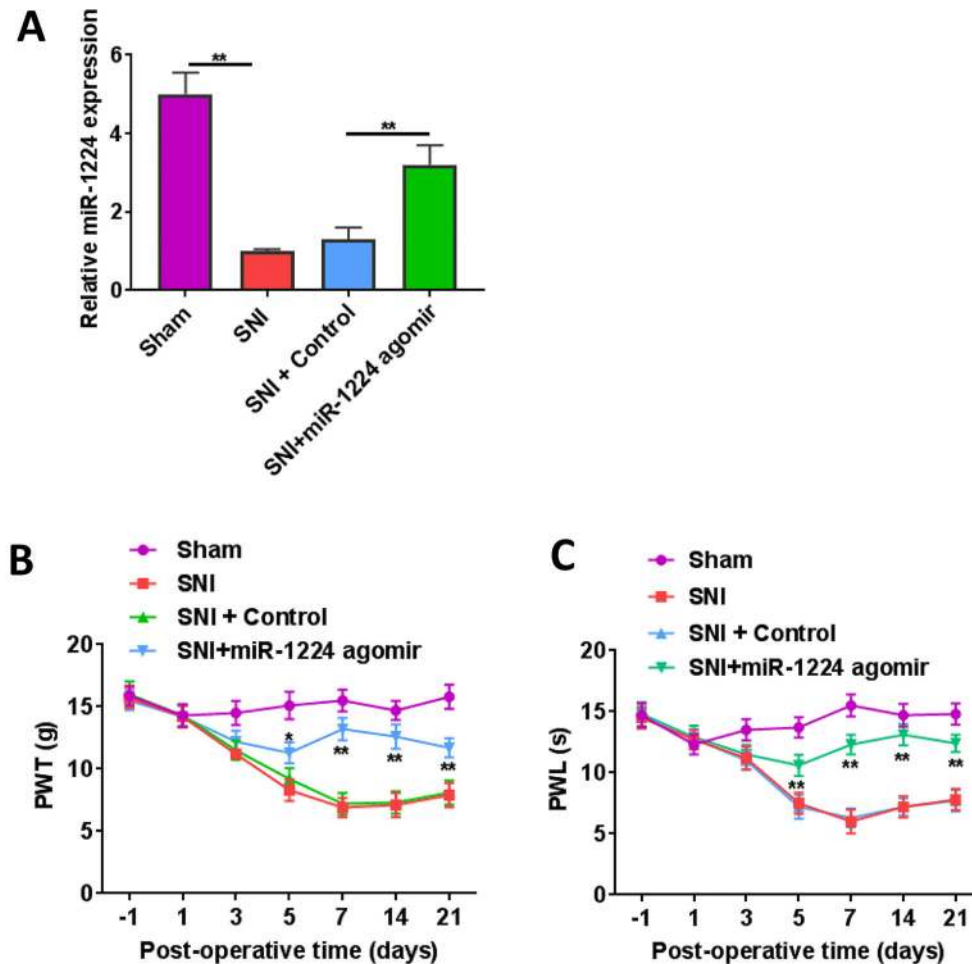 A
Relative miR-1224 expression
6
4
2
0
**
**
Sham
SNI
SNI + Control
SNI+miR-1224 agomir
B
Sham
SNI
SNI + Control
SNI+miR-1224 agomir
PWT (g)
20
15
10
5
0
*
**
**
**
-1 1 3 5 7 14 21
Post-operative time (days)
C
Sham
SNI
SNI + Control
SNI+miR-1224 agomir
PWL (s)
20
15
10
5
0
**
**
**
**
-1 1 3 5 7 14 21
Post-operative time (days)